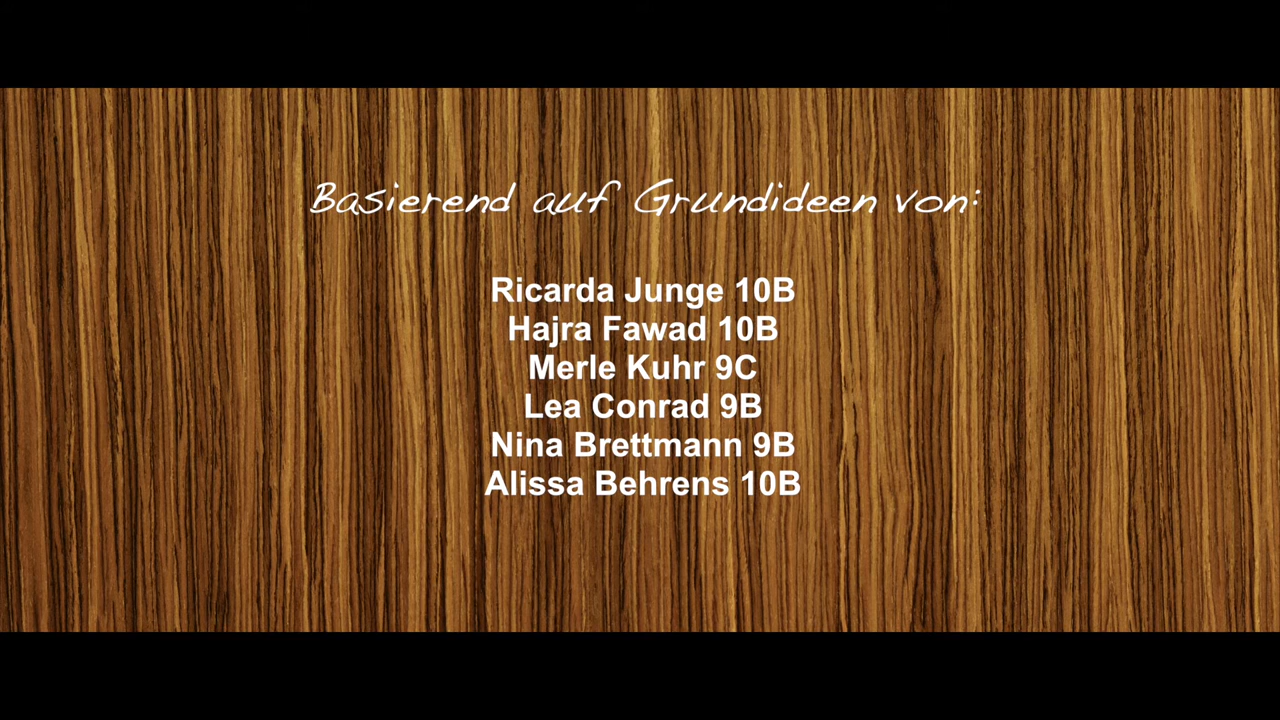 Basierend auf Grundideen von:
Ricarda Junge 10B
Hajra Fawad 10B
Merle Kuhr 9C
Lea Conrad 9B
Nina Brettmann 9B
Alissa Behrens 10B